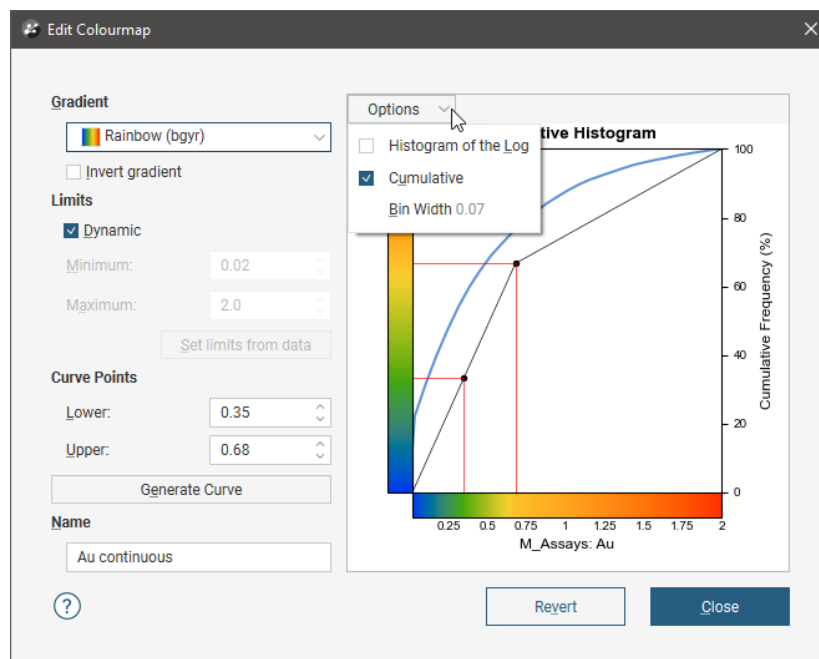 Edit Colourmap
Gradient
Rainbow (bgyr)
Invert gradient
Limits
Dynamic
Minimum: 0.02
Maximum: 2.0
Set limits from data
Curve Points
Lower: 0.35
Upper: 0.68
Generate Curve
Name
Au continuous
?
Options
Histogram of the Log
Cumulative
Bin Width 0.07
tive Histogram
100
80
60
40
20
0
Cumulative Frequency (%)
0.25 0.5 0.75 1 1.25 1.5 1.75 2
M_Assays: Au
Revert
Close